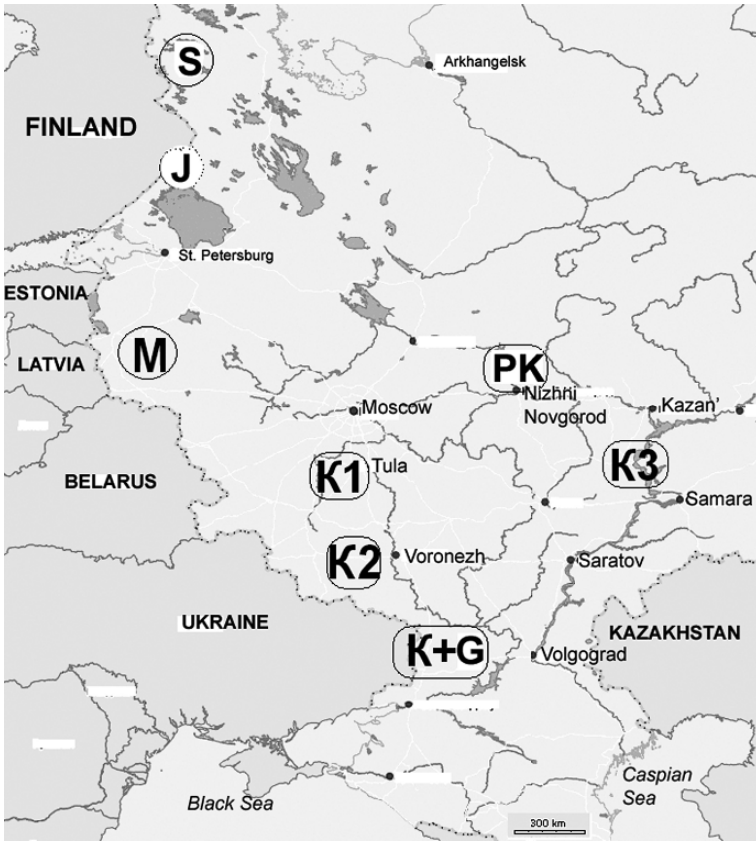 S
Arkhangelsk
FINLAND
J
St. Petersburg
ESTONIA
M
LATVIA
PK
Nizhni
Novgorod
Kazan'
Moscow
Tula
K1
K3
BELARUS
Samara
K2
Voronezh
Saratov
UKRAINE
KAZAKHSTAN
K+G
Volgograd
Caspian
Sea
Black Sea
300 km